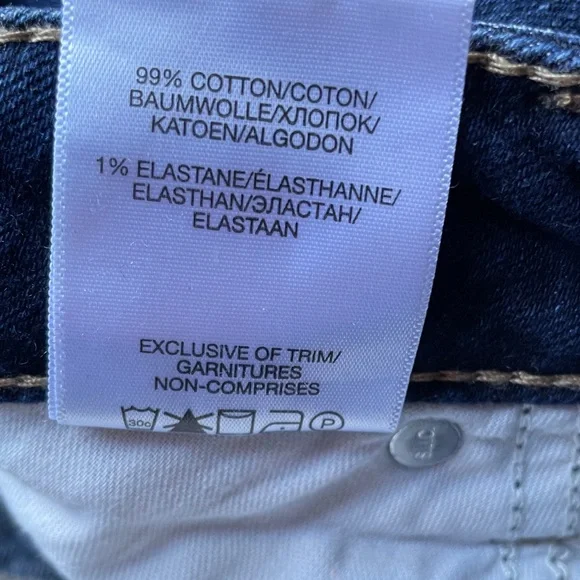 99% COTTON/COTON/
BAUMWOLLE/ХЛОПОК/
KATOEN/ALGODON
1% ELASTANE/ÉLASTHANNE/
ELASTHAN/ЭЛАСТАН/
ELASTAAN
EXCLUSIVE OF TRIM/
GARNITURES
NON-COMPRISES
30° P